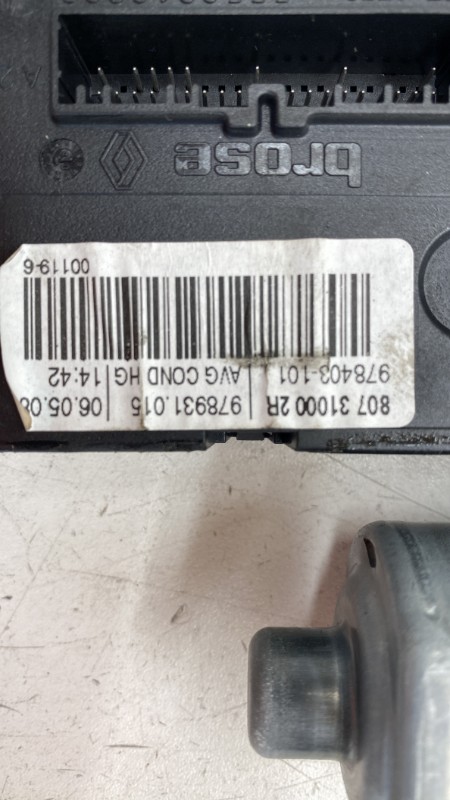 807 31000 2R 978931.015 06.05.08
978403-101 AVG COND HG 14:42
00119-6
brose